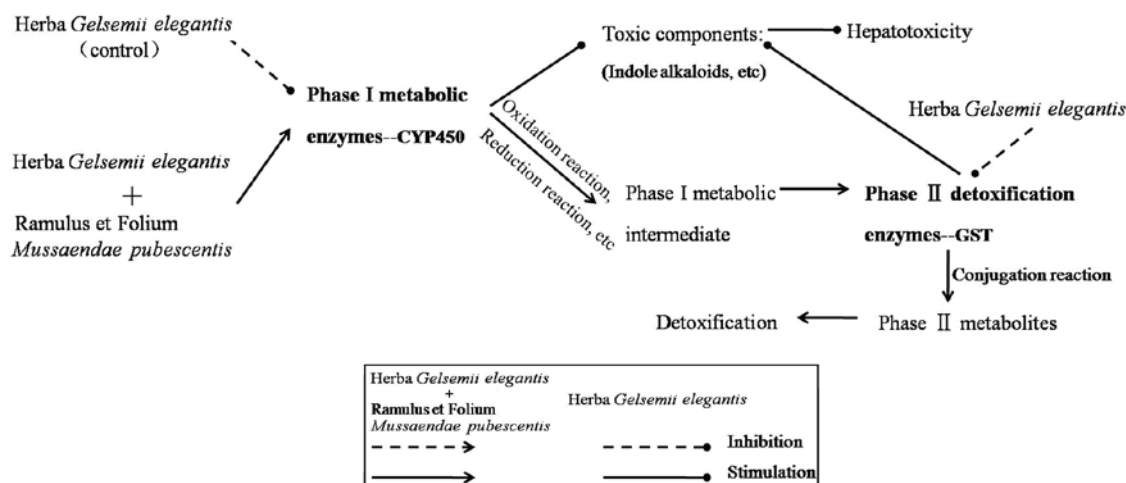 Herba Gelsemii elegantis
（control）
Herba Gelsemii elegantis
+
Ramulus et Folium
Mussaendae pubescentis
Phase I metabolic
enzymes--CYP450
Oxidation reaction,
Reduction reaction, etc
Toxic components:
(Indole alkaloids, etc)
Hepatotoxicity
Herba Gelsemii elegantis
Phase I metabolic
intermediate
Phase II detoxification
enzymes--GST
Conjugation reaction
Phase II metabolites
Detoxification
Herba Gelsemii elegantis
+
Ramulus et Folium
Mussaendae pubescentis
Herba Gelsemii elegantis
Inhibition
Stimulation